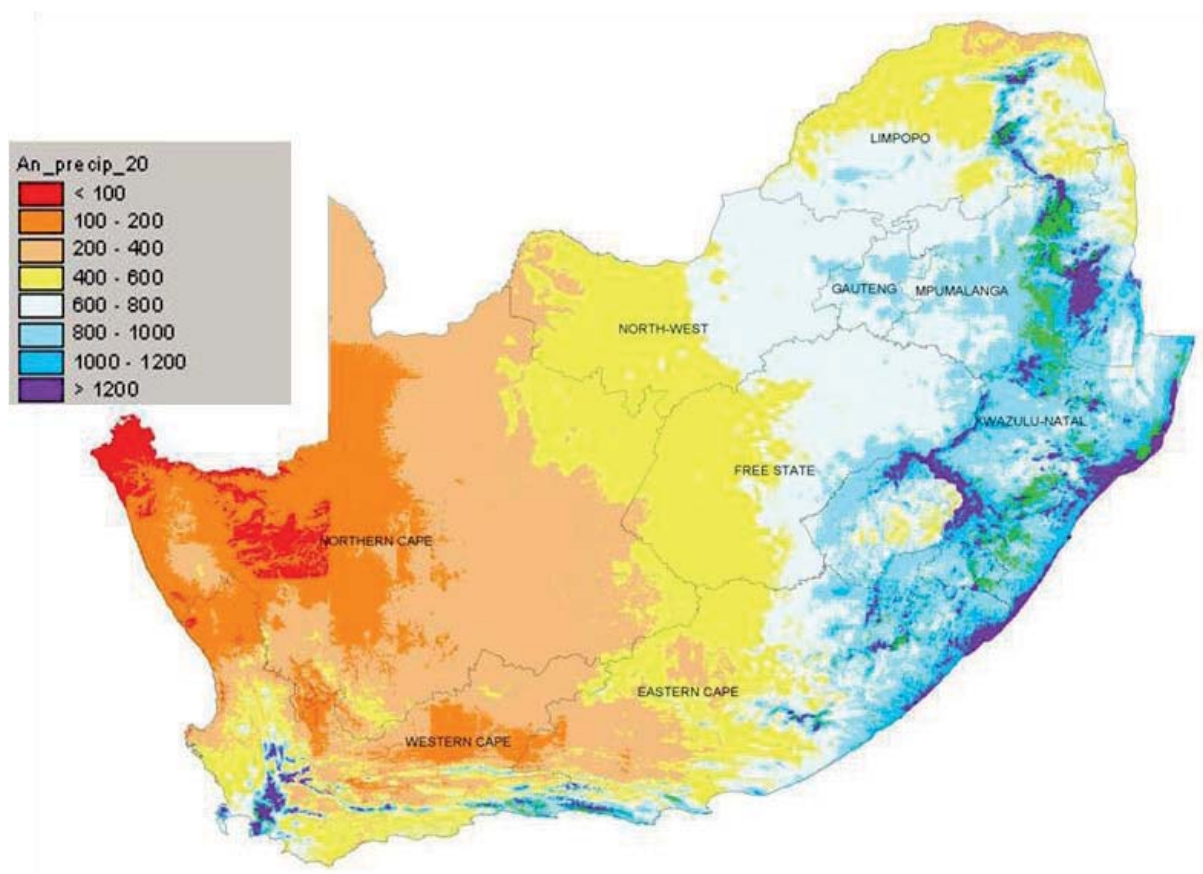 An_precip_20
< 100
100 - 200
200 - 400
400 - 600
600 - 800
800 - 1000
1000 - 1200
> 1200
LIMPOPO
GAUTENG
MPUMALANGA
NORTH-WEST
KWAZULU-NATAL
FREE STATE
NORTHERN CAPE
EASTERN CAPE
WESTERN CAPE